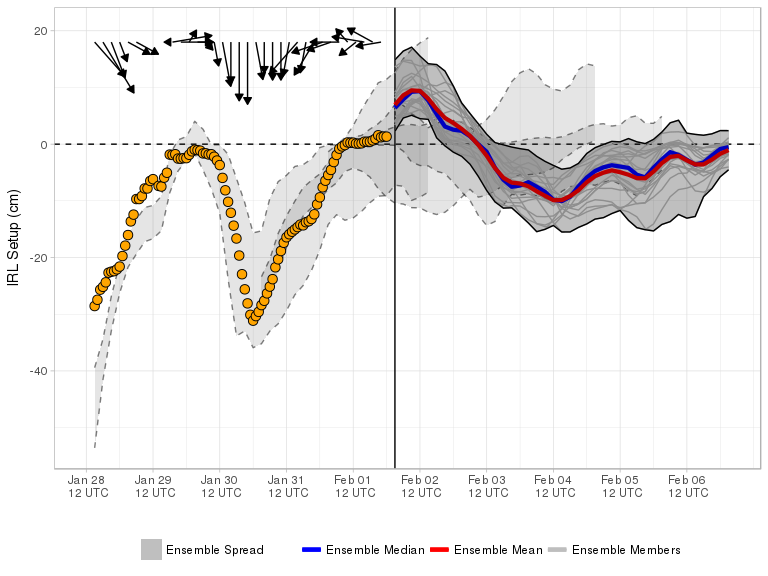 20
0
-20
-40
IRL Setup (cm)
Jan 28 Jan 29 Jan 30 Jan 31 Feb 01 Feb 02 Feb 03 Feb 04 Feb 05 Feb 06
12 UTC 12 UTC 12 UTC 12 UTC 12 UTC 12 UTC 12 UTC 12 UTC 12 UTC 12 UTC
Ensemble Spread Ensemble Median Ensemble Mean Ensemble Members